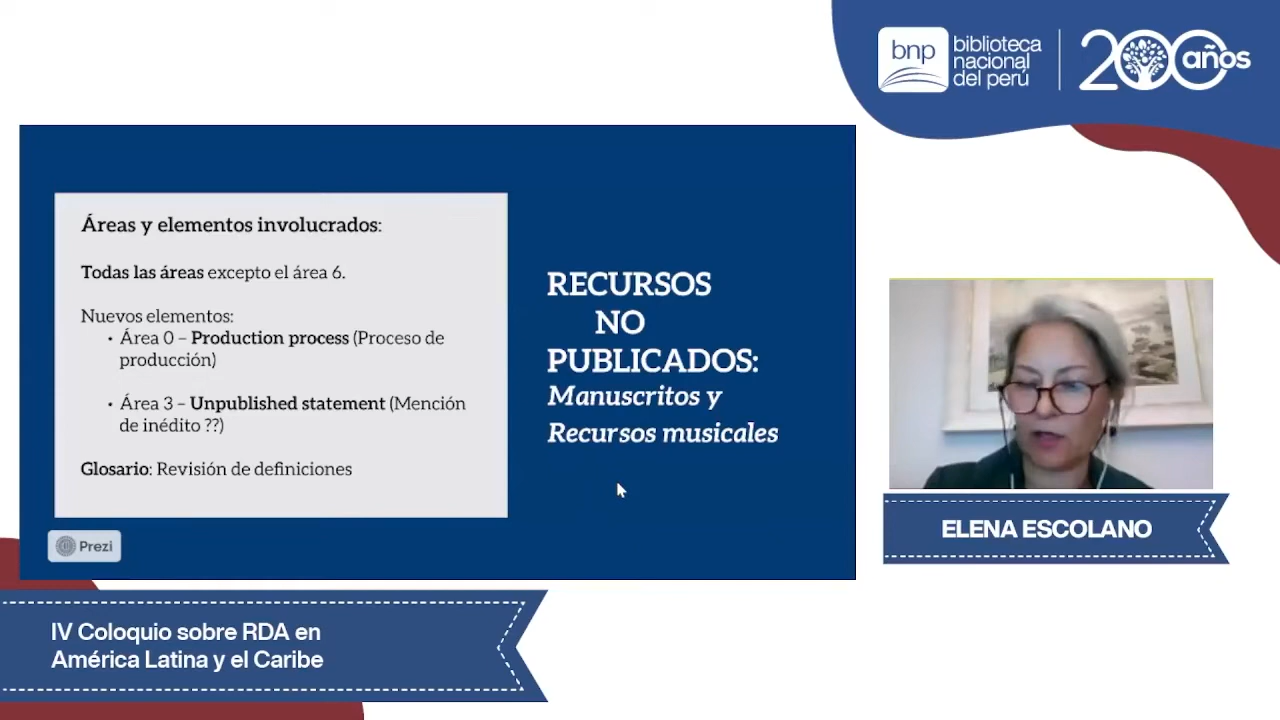 bnp
biblioteca
nacional
del perú
200 años
Áreas y elementos involucrados:
Todas las áreas excepto el área 6.
Nuevos elementos:
• Área 0 – Production process (Proceso de
producción)
• Área 3 – Unpublished statement (Mención
de inédito ??)
Glosario: Revisión de definiciones
RECURSOS
NO
PUBLICADOS:
Manuscritos y
Recursos musicales
Prezi
ELENA ESCOLANO
IV Coloquio sobre RDA en
América Latina y el Caribe